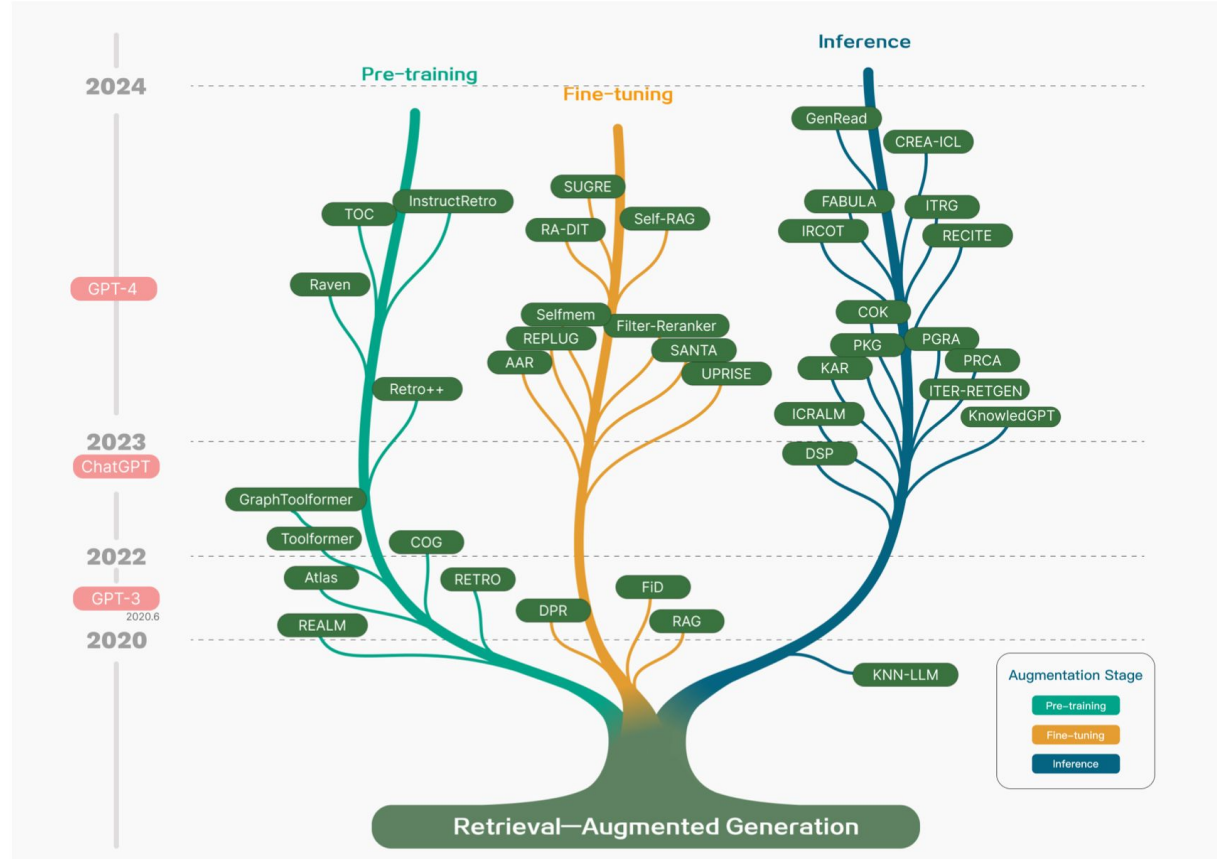 Inference
Pre-training
2024
Fine-tuning
GenRead
CREA-ICL
SUGRE
InstructRetro
FABULA
ITRG
TOC
Self-RAG
RA-DIT
IRCOT
RECITE
Raven
GPT-4
COK
Selfmem
Filter-Reranker
REPLUG
PGRA
PKG
SANTA
AAR
PRCA
KAR
UPRISE
Retro++
ITER-RETGEN
ICRALM
KnowledGPT
2023
DSP
ChatGPT
GraphToolformer
Toolformer
COG
2022
Atlas
RETRO
FiD
GPT-3
2020.6
DPR
RAG
REALM
2020
KNN-LLM
Augmentation Stage
Pre-training
Fine-tuning
Inference
Retrieval—Augmented Generation